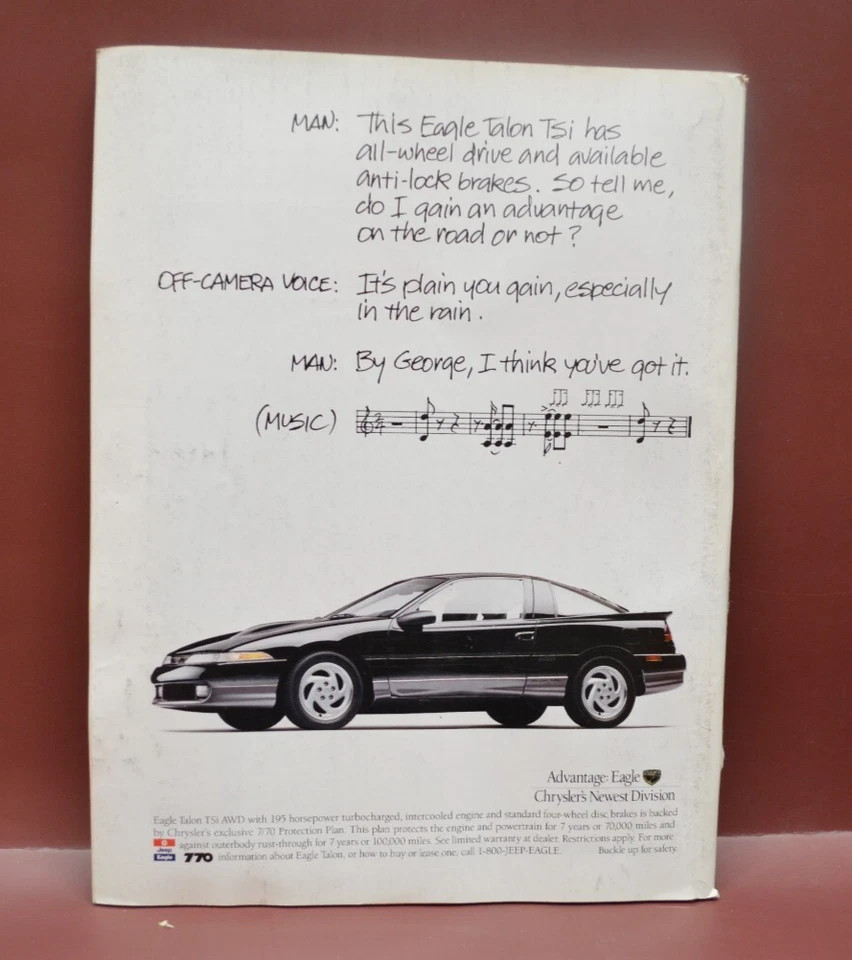 MAN: This Eagle Talon TSi has
all-wheel drive and available
anti-lock brakes. So tell me,
do I gain an advantage
on the road or not?
OFF-CAMERA VOICE: It's plain you gain, especially
in the rain.
MAN: By George, I think you've got it.
(MUSIC)
Advantage: Eagle
Chrysler's Newest Division
Eagle Talon TSi AWD with 195 horsepower turbocharged, intercooled engine and standard four-wheel disc brakes is backed
by Chrysler's exclusive 7/70 Protection Plan. This plan protects the engine and powertrain for 7 years or 70,000 miles and
against outerbody rust-through for 7 years or 100,000 miles. See limited warranty at dealer. Restrictions apply. For more
Jeep
Eagle 7/70 information about Eagle Talon, or how to buy or lease one, call 1-800-JEEP-EAGLE. Buckle up for safety.